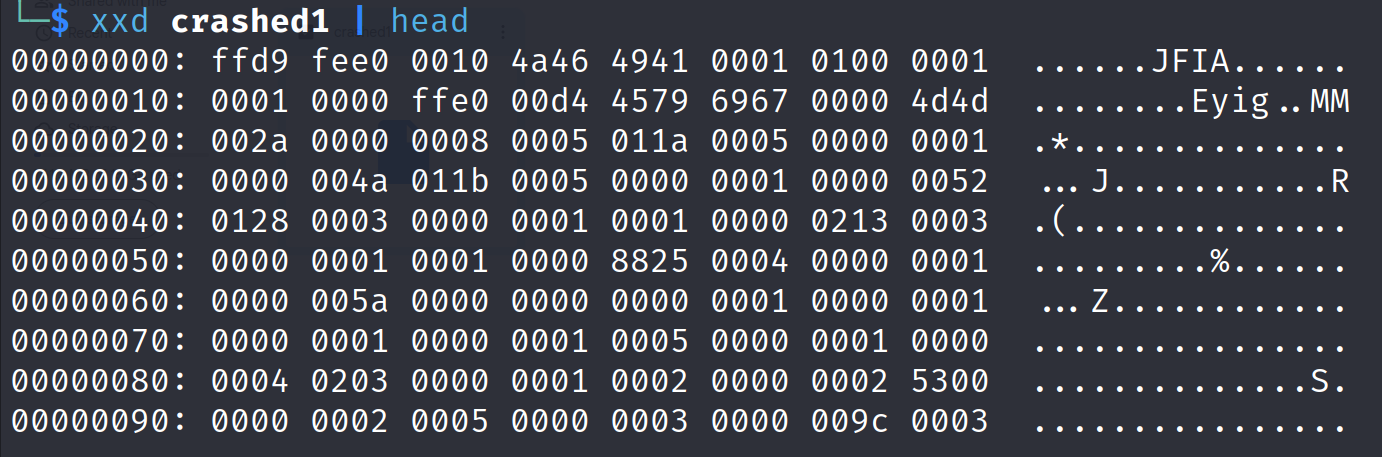 └─$ xxd crashed1 | head
00000000: ffd9 fee0 0010 4a46 4941 0001 0100 0001  ......JFIA......
00000010: 0001 0000 ffe0 00d4 4579 6967 0000 4d4d  ........Eyig..MM
00000020: 002a 0000 0008 0005 011a 0005 0000 0001  .*..............
00000030: 0000 004a 011b 0005 0000 0001 0000 0052  ...J...........R
00000040: 0128 0003 0000 0001 0001 0000 0213 0003  .(..............
00000050: 0000 0001 0001 0000 8825 0004 0000 0001  .........%......
00000060: 0000 005a 0000 0000 0000 0001 0000 0001  ...Z............
00000070: 0000 0001 0000 0001 0005 0000 0001 0000  ................
00000080: 0004 0203 0000 0001 0002 0000 0002 5300  ..............S.
00000090: 0000 0002 0005 0000 0003 0000 009c 0003  ................